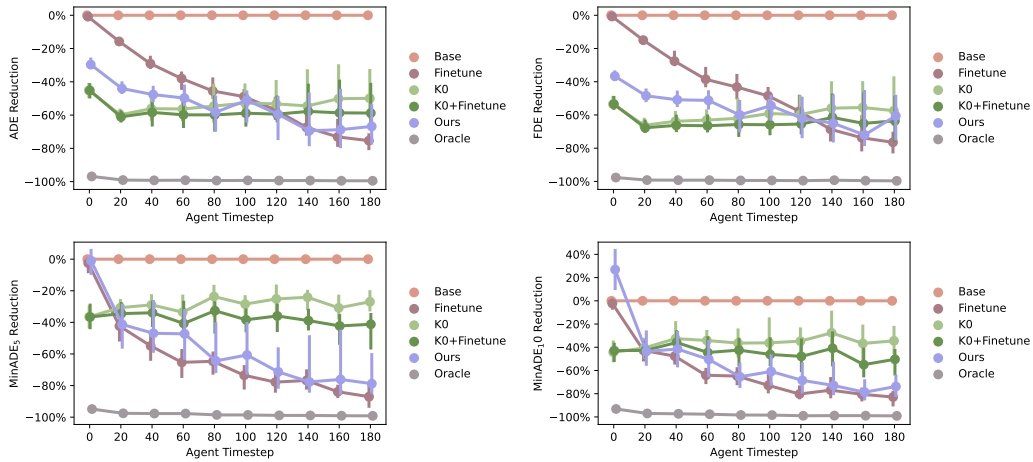 0%
−20%
−40%
−60%
−80%
−100%
ADE Reduction
0 20 40 60 80 100 120 140 160 180
Agent Timestep
Base
Finetune
K0
K0+Finetune
Ours
Oracle
0%
−20%
−40%
−60%
−80%
−100%
FDE Reduction
0 20 40 60 80 100 120 140 160 180
Agent Timestep
Base
Finetune
K0
K0+Finetune
Ours
Oracle
0%
−20%
−40%
−60%
−80%
−100%
MinADE₅ Reduction
0 20 40 60 80 100 120 140 160 180
Agent Timestep
Base
Finetune
K0
K0+Finetune
Ours
Oracle
40%
20%
0%
−20%
−40%
−60%
−80%
−100%
MinADE₁0 Reduction
0 20 40 60 80 100 120 140 160 180
Agent Timestep
Base
Finetune
K0
K0+Finetune
Ours
Oracle